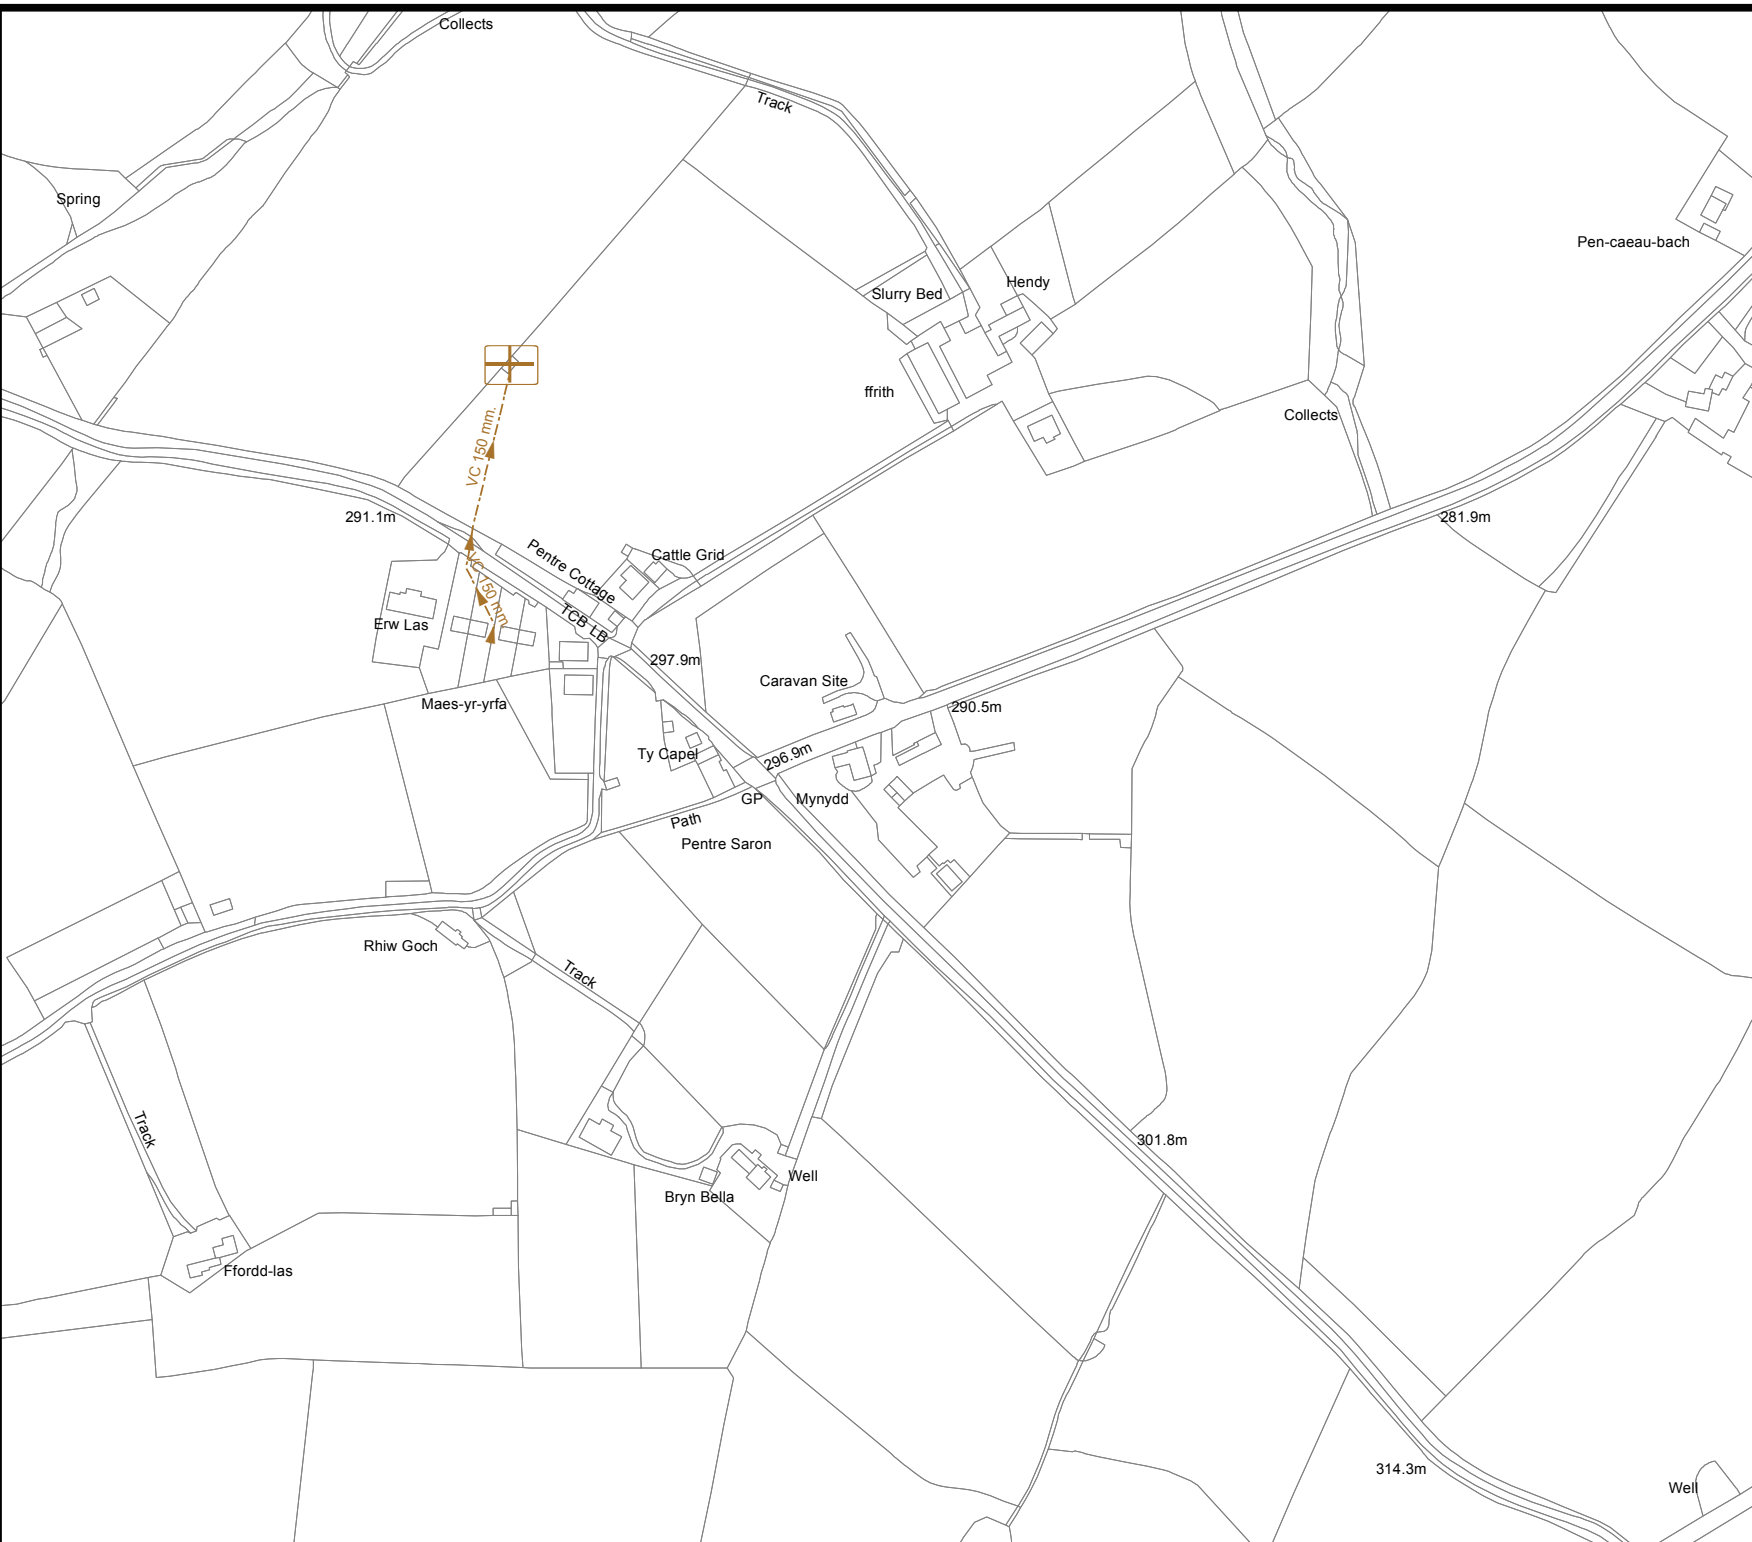 Collects
Track
Spring
Pen-caeau-bach
Hendy
Slurry Bed
ffrith
Collects
VC 150 mm.
291.1m
281.9m
Pentre Cottage
Cattle Grid
VC 150 mm.
TCB LB
Erw Las
297.9m
Caravan Site
Maes-yr-yrfa
290.5m
Ty Capel
296.9m
GP
Mynydd
Path
Pentre Saron
Rhiw Goch
Track
Track
301.8m
Well
Bryn Bella
Ffordd-las
314.3m
Well